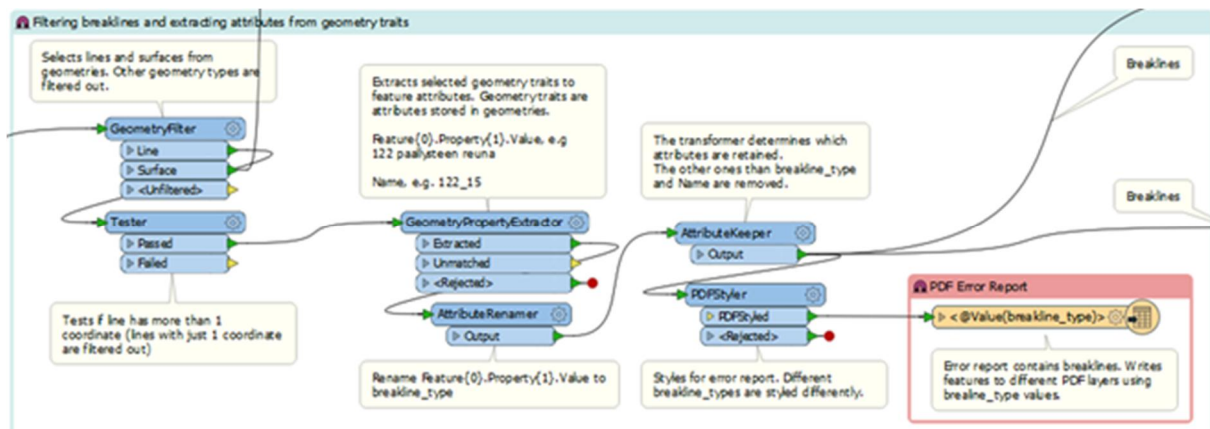 Filtering breaklines and extracting attributes from geometry traits
Selects lines and surfaces from
geometries. Other geometry types are
filtered out.
GeometryFilter
Line
Surface
<Unfiltered>
Tester
Passed
Failed
Tests if line has more than 1
coordinate (lines with just 1 coordinate
are filtered out)
Extracts selected geometry traits to
feature attributes. Geometry traits are
attributes stored in geometries.
Feature{0}.Property{1}.Value, e.g
122 paallysteen reuna
Name, e.g. 122_15
GeometryPropertyExtractor
Extracted
Unmatched
<Rejected>
AttributeRenamer
Output
Rename Feature{0}.Property{1}.Value to
breakline_type
The transformer determines which
attributes are retained.
The other ones than breakline_type
and Name are removed.
AttributeKeeper
Output
PDFStyler
PDFStyled
<Rejected>
Styles for error report. Different
breakline_types are styled differently.
Breaklines
Breaklines
PDF Error Report
<@Value(breakline_type)>
Error report contains breaklines. Writes
features to different PDF layers using
brealine_type values.